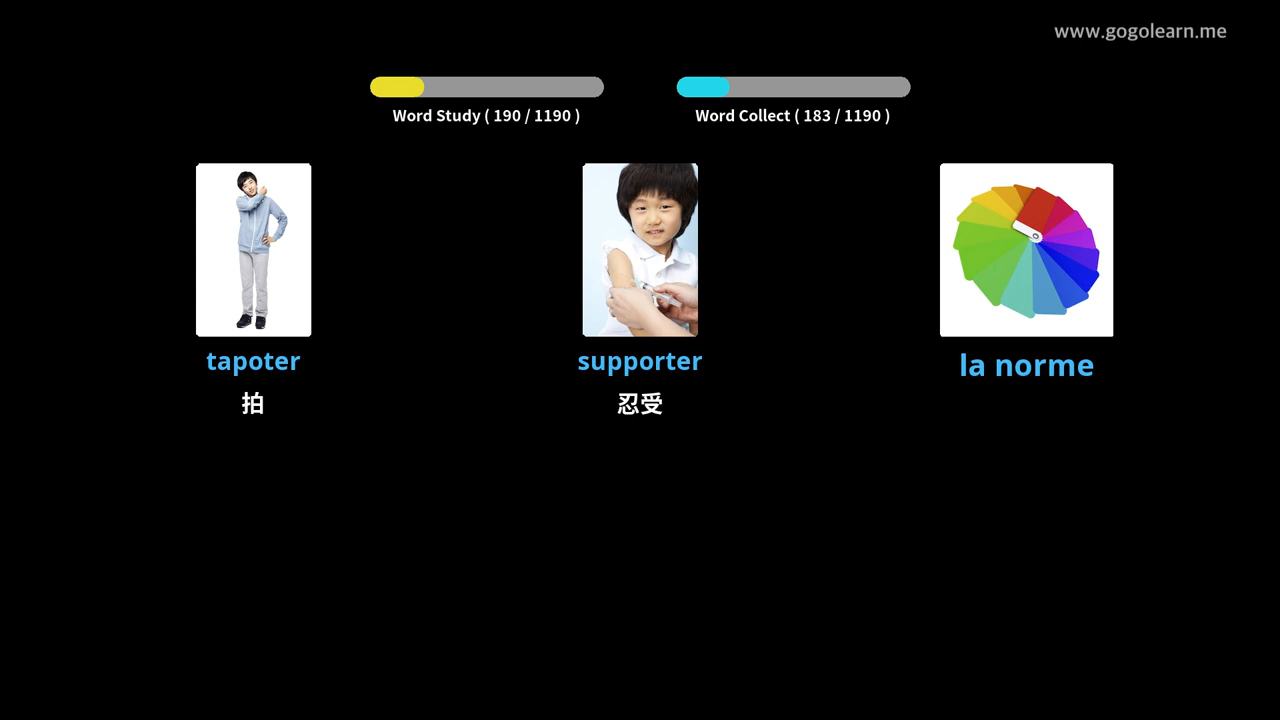 www.gogolearn.me
Word Study ( 190 / 1190 )
Word Collect ( 183 / 1190 )
tapoter
supporter
la norme
拍
忍受